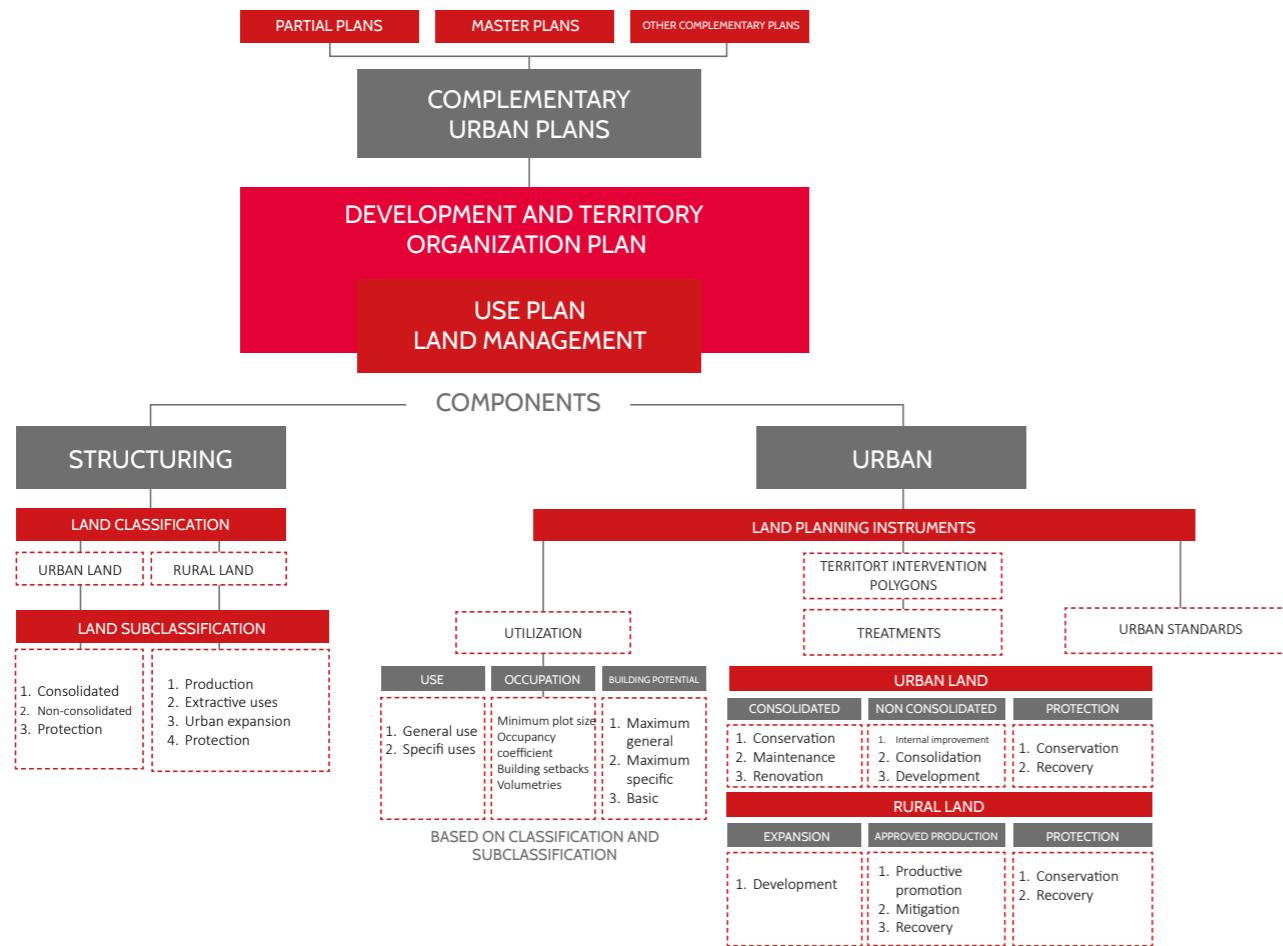 PARTIAL PLANS
MASTER PLANS
OTHER COMPLEMENTARY PLANS
COMPLEMENTARY
URBAN PLANS
DEVELOPMENT AND TERRITORY
ORGANIZATION PLAN
USE PLAN
LAND MANAGEMENT
COMPONENTS
STRUCTURING
LAND CLASSIFICATION
URBAN LAND
RURAL LAND
LAND SUBCLASSIFICATION
1. Consolidated
2. Non-consolidated
3. Protection
1. Production
2. Extractive uses
3. Urban expansion
4. Protection
URBAN
LAND PLANNING INSTRUMENTS
UTILIZATION
USE
1. General use
2. Specifi uses
OCCUPATION
Minimum plot size
Occupancy
coefficient
Building setbacks
Volumetries
BUILDING POTENTIAL
1. Maximum
general
2. Maximum
specific
3. Basic
BASED ON CLASSIFICATION AND
SUBCLASSIFICATION
TERRITORT INTERVENTION
POLYGONS
TREATMENTS
URBAN STANDARDS
URBAN LAND
CONSOLIDATED
1. Conservation
2. Maintenance
3. Renovation
NON CONSOLIDATED
1. Internal improvement
2. Consolidation
3. Development
PROTECTION
1. Conservation
2. Recovery
RURAL LAND
EXPANSION
1. Development
APPROVED PRODUCTION
1. Productive
promotion
2. Mitigation
3. Recovery
PROTECTION
1. Conservation
2. Recovery